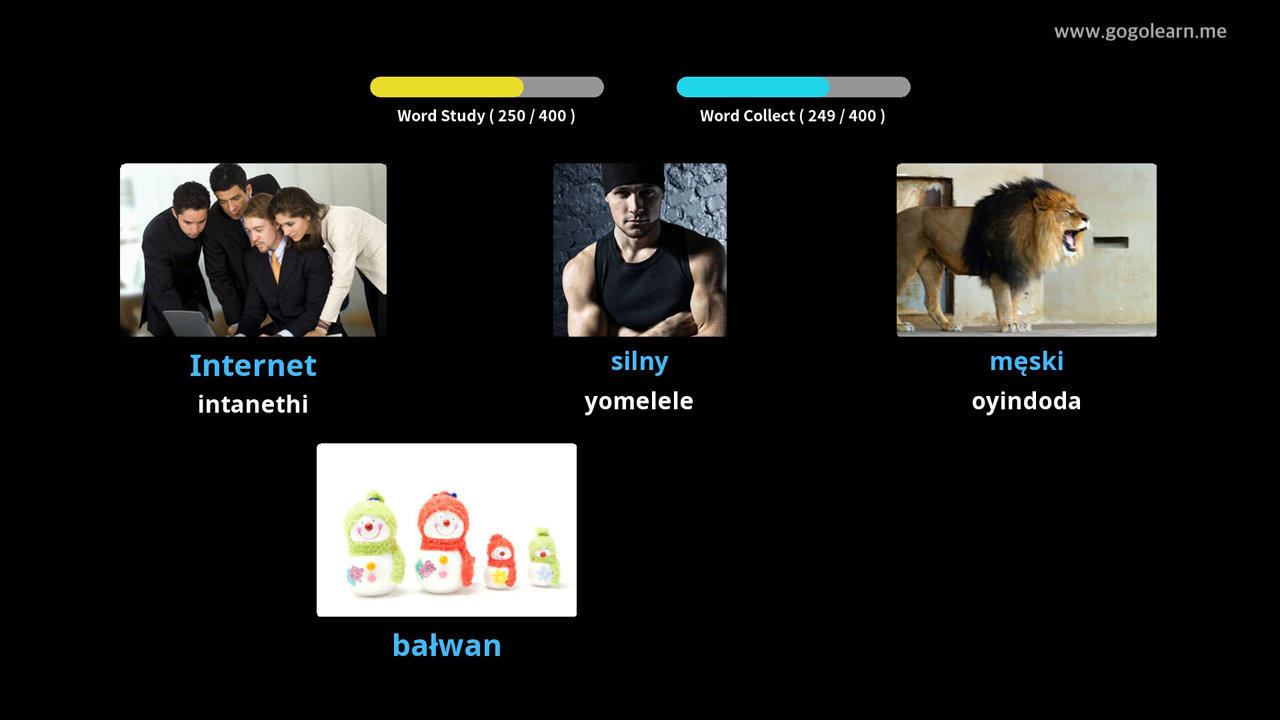 www.gogolearn.me
Word Study ( 250 / 400 )
Word Collect ( 249 / 400 )
Internet
silny
męski
intanethi
yomelele
oyindoda
bałwan